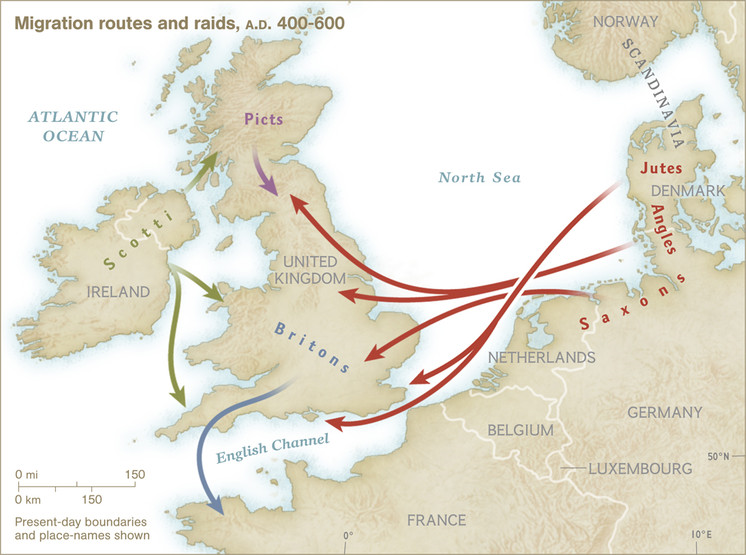 Migration routes and raids, A.D. 400-600
NORWAY
SCANDINAVIA
ATLANTIC
OCEAN
Picts
North Sea
Jutes
DENMARK
Angles
Scotti
UNITED
KINGDOM
IRELAND
Saxons
Britons
NETHERLANDS
GERMANY
BELGIUM
English Channel
50°N
LUXEMBOURG
0 mi 150
0 km 150
Present-day boundaries
and place-names shown
FRANCE
0°
10°E